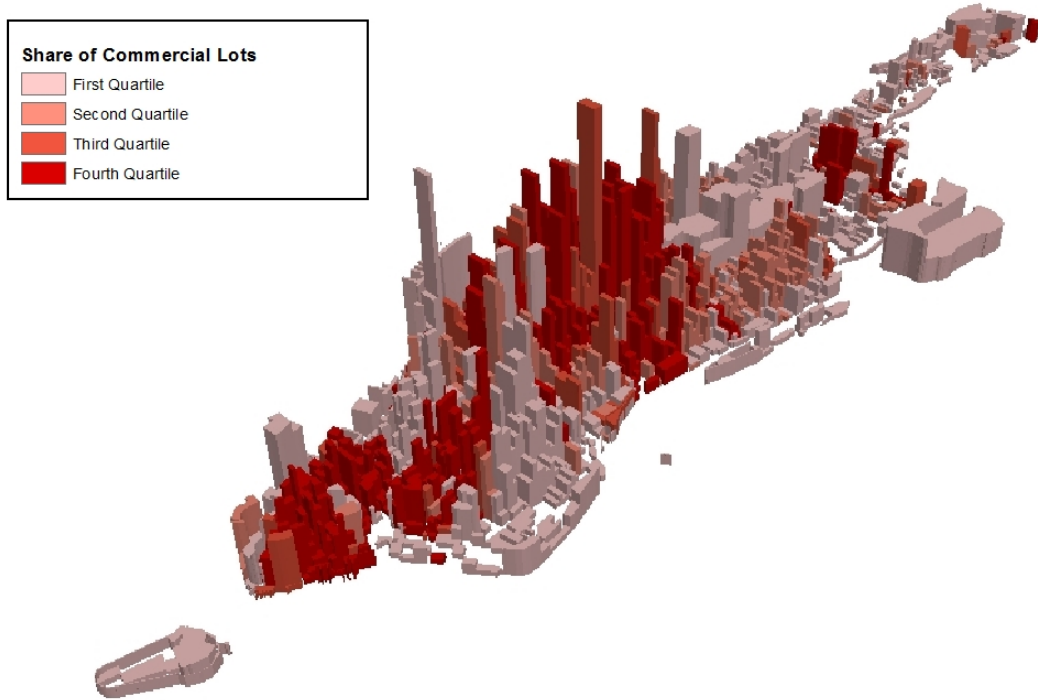 Share of Commercial Lots
First Quartile
Second Quartile
Third Quartile
Fourth Quartile